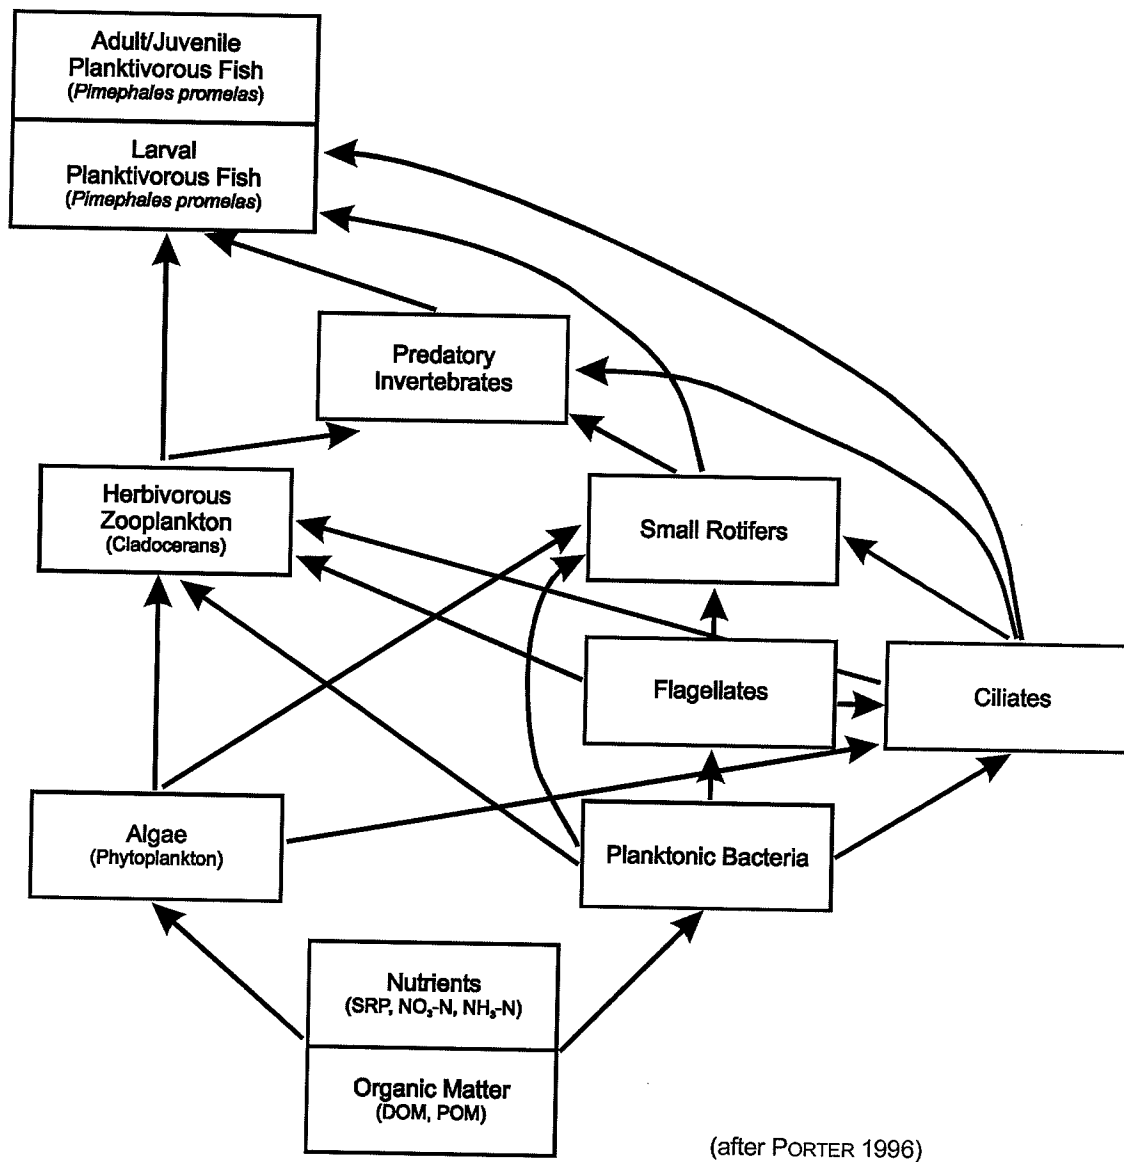 Adult/Juvenile
Planktivorous Fish
(Pimephales promelas)
Larval
Planktivorous Fish
(Pimephales promelas)
Predatory
Invertebrates
Herbivorous
Zooplankton
(Cladocerans)
Small Rotifers
Flagellates
Ciliates
Algae
(Phytoplankton)
Planktonic Bacteria
Nutrients
(SRP, NO₃-N, NH₃-N)
Organic Matter
(DOM, POM)
(after PORTER 1996)